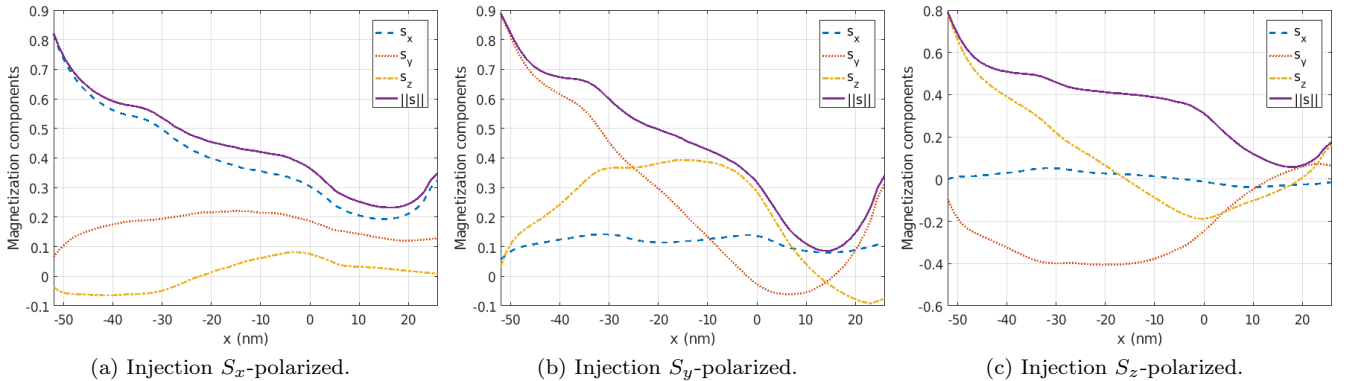 0.9
0.8
0.7
0.6
0.5
0.4
0.3
0.2
0.1
0
-0.1
-50 -40 -30 -20 -10 0 10 20
Magnetization components
x (nm)
s_x
s_y
s_z
||s||
(a) Injection S_x-polarized.
0.9
0.8
0.7
0.6
0.5
0.4
0.3
0.2
0.1
0
-0.1
-50 -40 -30 -20 -10 0 10 20
Magnetization components
x (nm)
s_x
s_y
s_z
||s||
(b) Injection S_y-polarized.
0.8
0.6
0.4
0.2
0
-0.2
-0.4
-0.6
-50 -40 -30 -20 -10 0 10 20
Magnetization components
x (nm)
s_x
s_y
s_z
||s||
(c) Injection S_z-polarized.